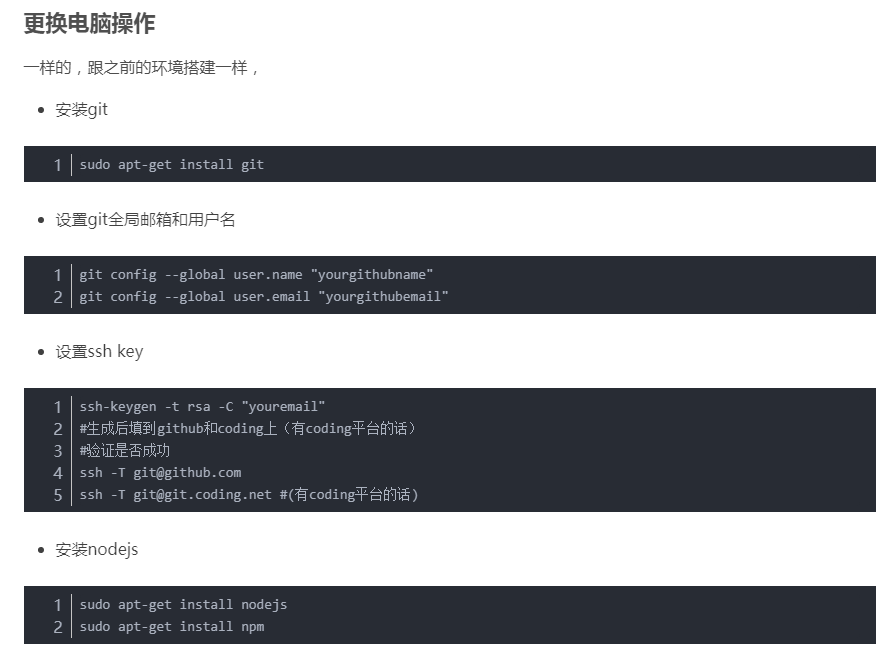 更换电脑操作
一样的，跟之前的环境搭建一样，
• 安装git
1 sudo apt-get install git
• 设置git全局邮箱和用户名
1 git config --global user.name "yourgithubname"
2 git config --global user.email "yourgithubemail"
• 设置ssh key
1 ssh-keygen -t rsa -C "youremail"
2 #生成后填到github和coding上（有coding平台的话）
3 #验证是否成功
4 ssh -T git@github.com
5 ssh -T git@git.coding.net #(有coding平台的话)
• 安装nodejs
1 sudo apt-get install nodejs
2 sudo apt-get install npm